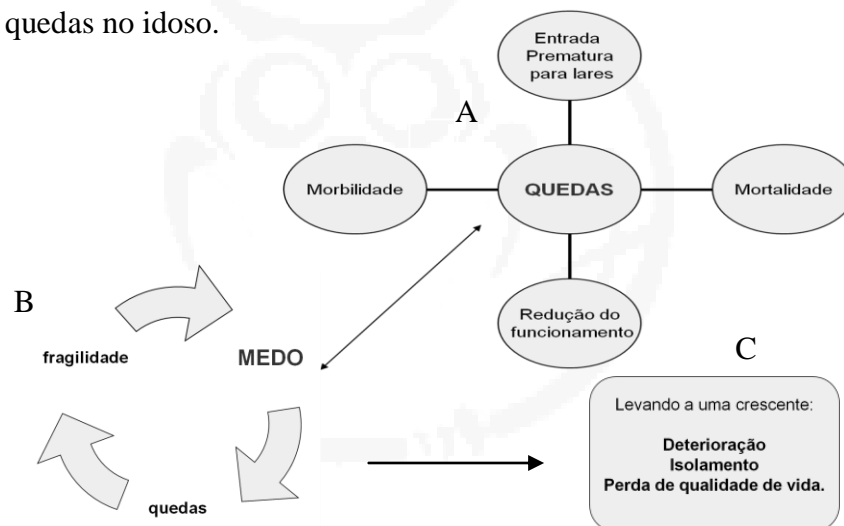 quedas no idoso.
Entrada
Prematura
para lares
A
Morbilidade
QUEDAS
Mortalidade
Redução do
funcionamento
B
fragilidade
MEDO
quedas
C
Levando a uma crescente:
Deterioração
Isolamento
Perda de qualidade de vida.